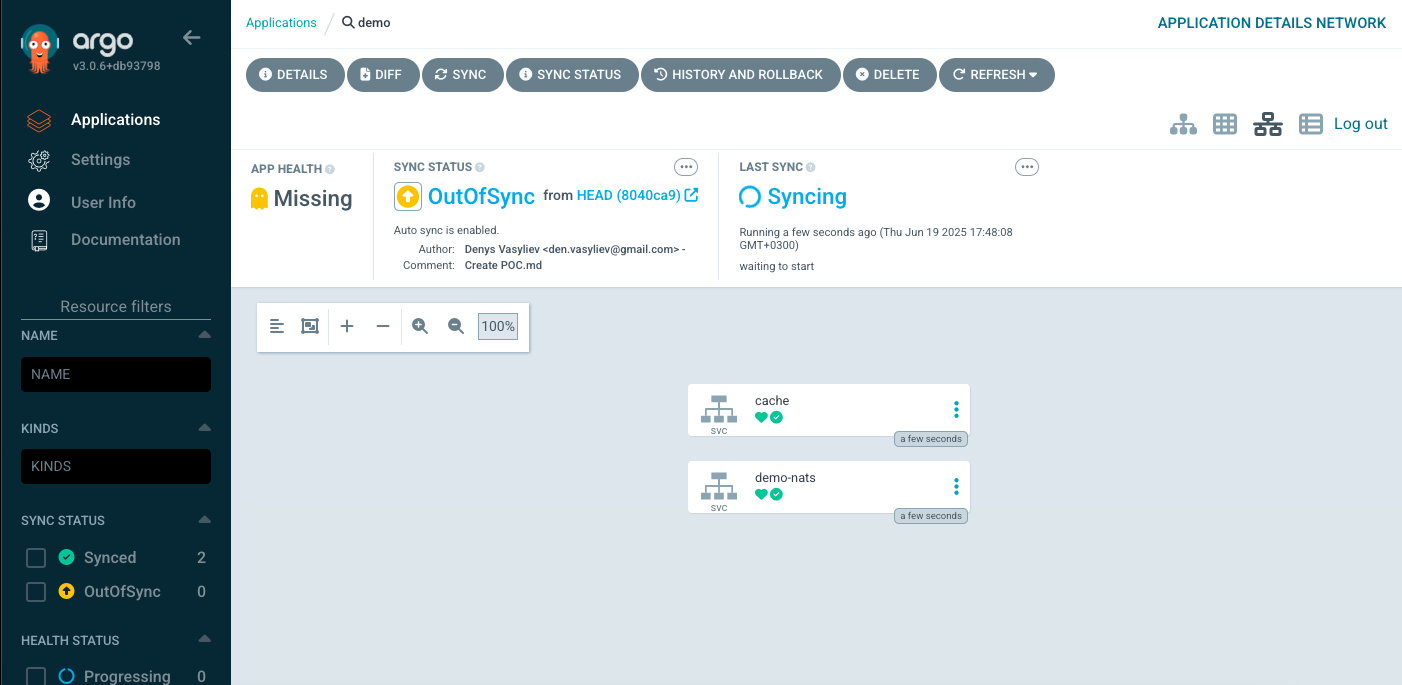 argo
v3.0.6+db93798
Applications
Settings
User Info
Documentation
Resource filters
NAME
NAME
KINDS
KINDS
SYNC STATUS
Synced 2
OutOfSync 0
HEALTH STATUS
Progressing 0
Applications / demo
APPLICATION DETAILS NETWORK
DETAILS DIFF SYNC SYNC STATUS HISTORY AND ROLLBACK DELETE REFRESH
Log out
APP HEALTH
Missing
SYNC STATUS
OutOfSync from HEAD (8040ca9)
Auto sync is enabled.
Author: Denys Vasyliev <den.vasyliev@gmail.com> -
Comment: Create POC.md
LAST SYNC
Syncing
Running a few seconds ago (Thu Jun 19 2025 17:48:08
GMT+0300)
waiting to start
100%
cache
svc
a few seconds
demo-nats
svc
a few seconds